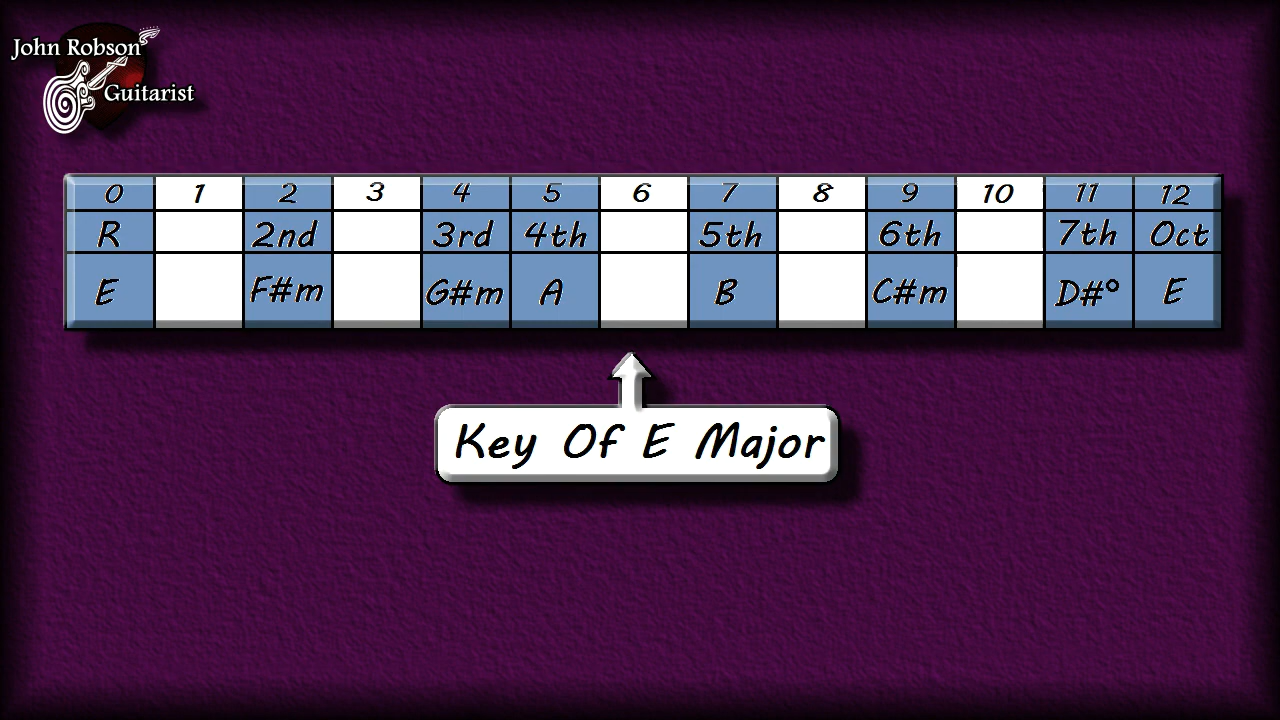 John Robson
Guitarist
0 1 2 3 4 5 6 7 8 9 10 11 12
R 2nd 3rd 4th 5th 6th 7th Oct
E F#m G#m A B C#m D#° E
Key Of E Major